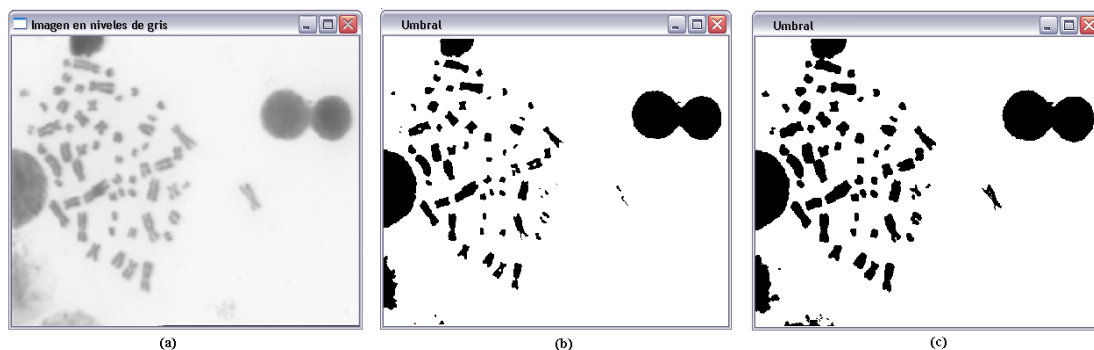 Imagen en niveles de gris
Umbral
Umbral
(a)
(b)
(c)